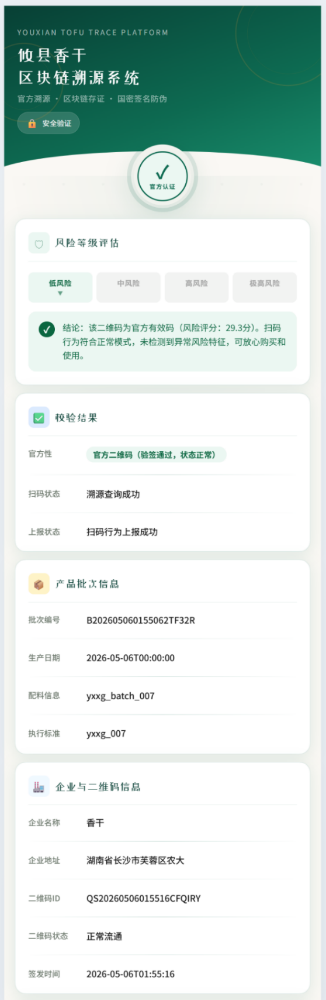 YOUXIAN TOFU TRACE PLATFORM
攸县香干
区块链溯源系统
官方溯源 · 区块链存证 · 国密签名防伪
安全验证
官方认证
风险等级评估
低风险 中风险 高风险 极高风险
结论：该二维码为官方有效码（风险评分：29.3分）。扫码
行为符合正常模式，未检测到异常风险特征，可放心购买和
使用。
校验结果
官方性 官方二维码（验签通过，状态正常）
扫码状态 溯源查询成功
上报状态 扫码行为上报成功
产品批次信息
批次编号 B202605060155062TF32R
生产日期 2026-05-06T00:00:00
配料信息 yxxg_batch_007
执行标准 yxxg_007
企业与二维码信息
企业名称 香干
企业地址 湖南省长沙市芙蓉区农大
二维码ID QS20260506015516CFQIRY
二维码状态 正常流通
签发时间 2026-05-06T01:55:16